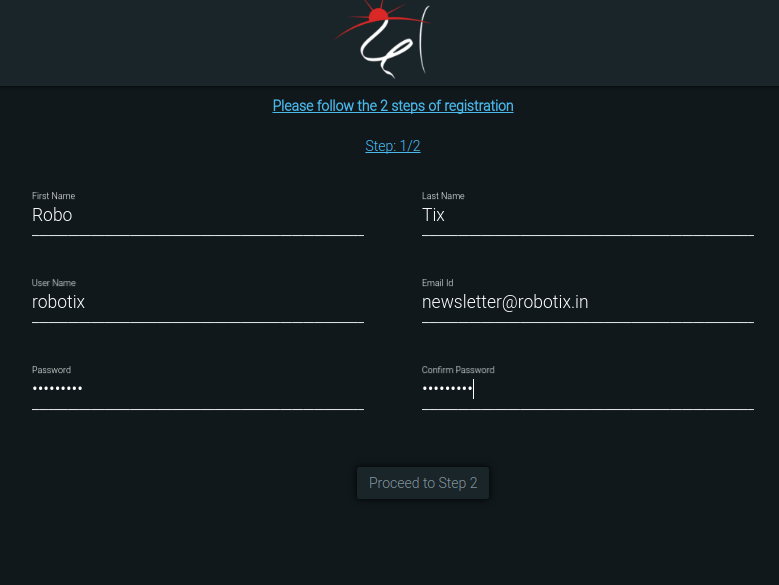 Please follow the 2 steps of registration
Step: 1/2
First Name
Last Name
Robo
Tix
User Name
Email Id
robotix
newsletter@robotix.in
Password
Confirm Password
•••••••••
•••••••••
Proceed to Step 2